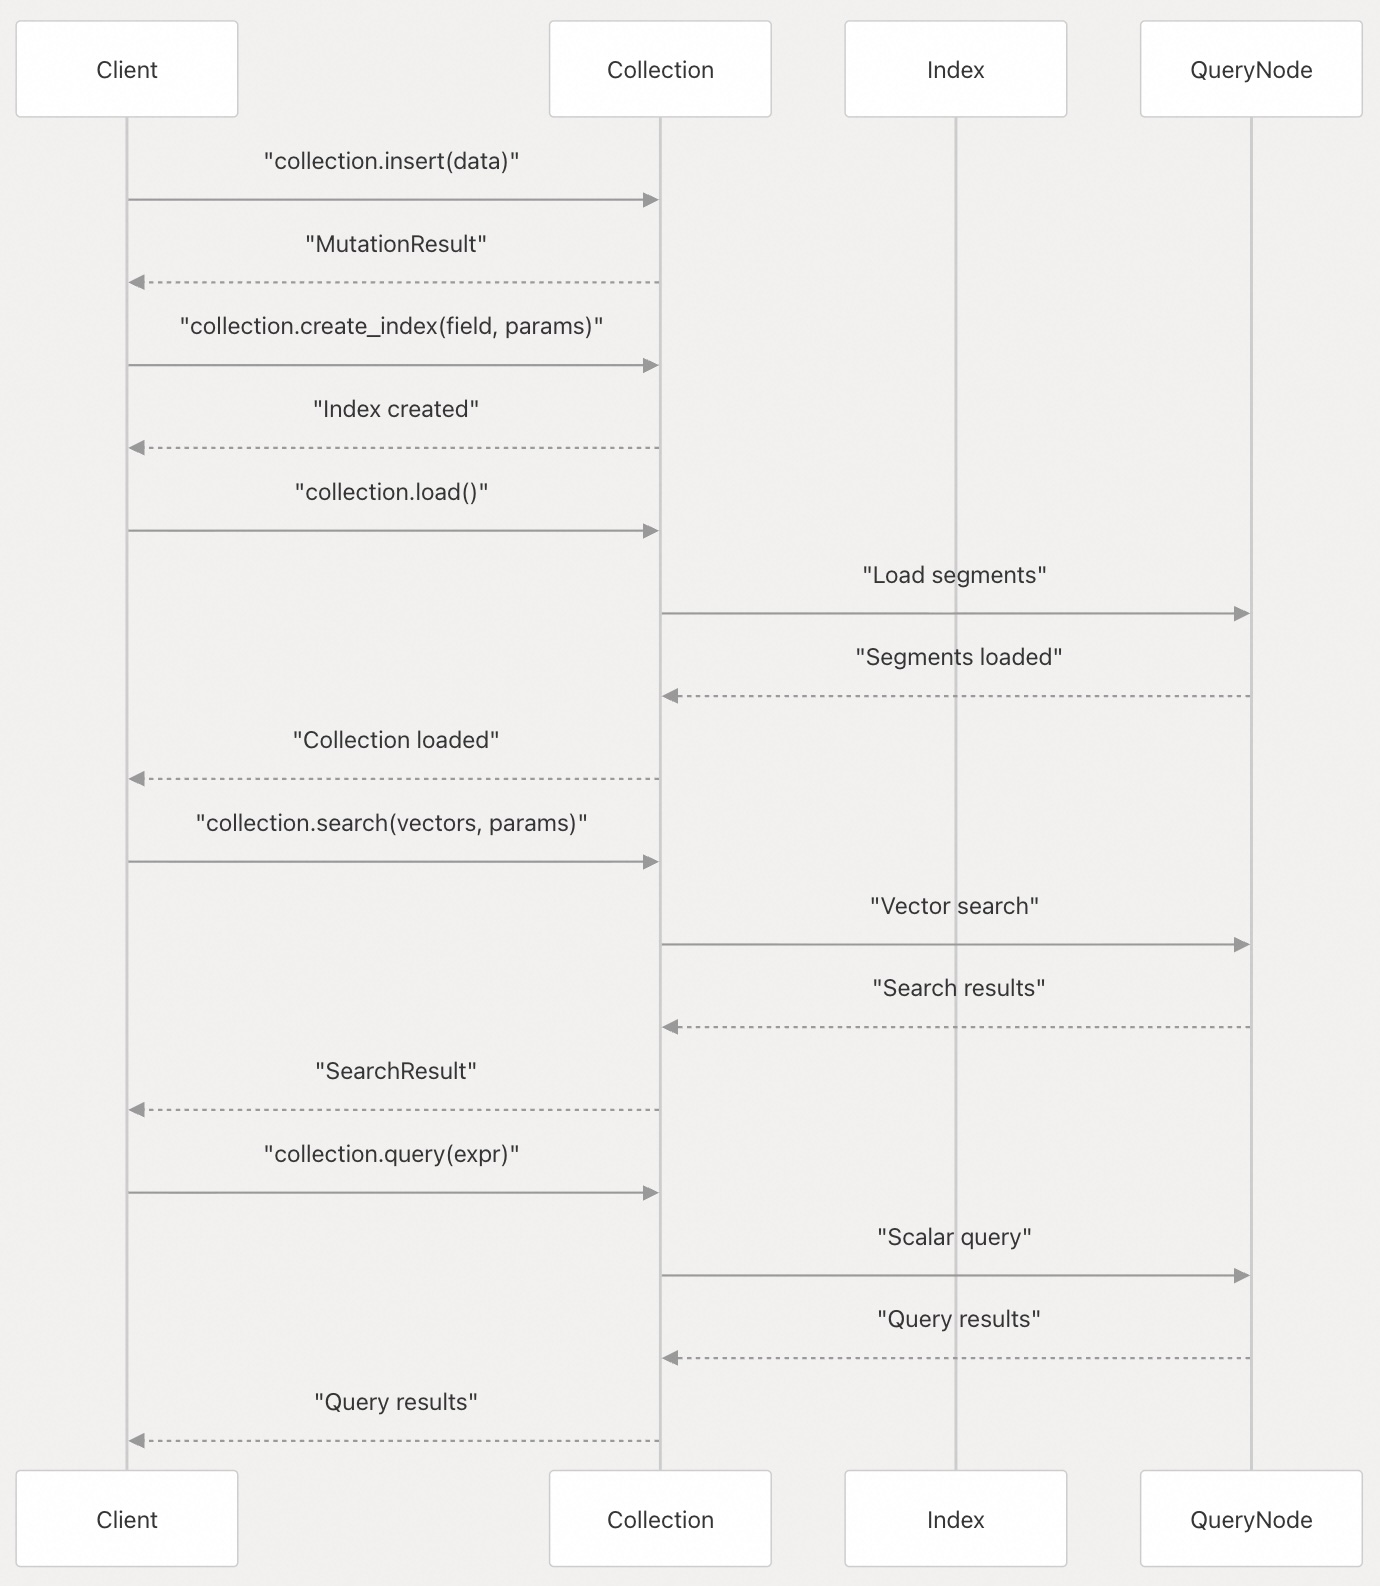 Client
Collection
Index
QueryNode
"collection.insert(data)"
"MutationResult"
"collection.create_index(field, params)"
"Index created"
"collection.load()"
"Load segments"
"Segments loaded"
"Collection loaded"
"collection.search(vectors, params)"
"Vector search"
"Search results"
"SearchResult"
"collection.query(expr)"
"Scalar query"
"Query results"
"Query results"
Client
Collection
Index
QueryNode